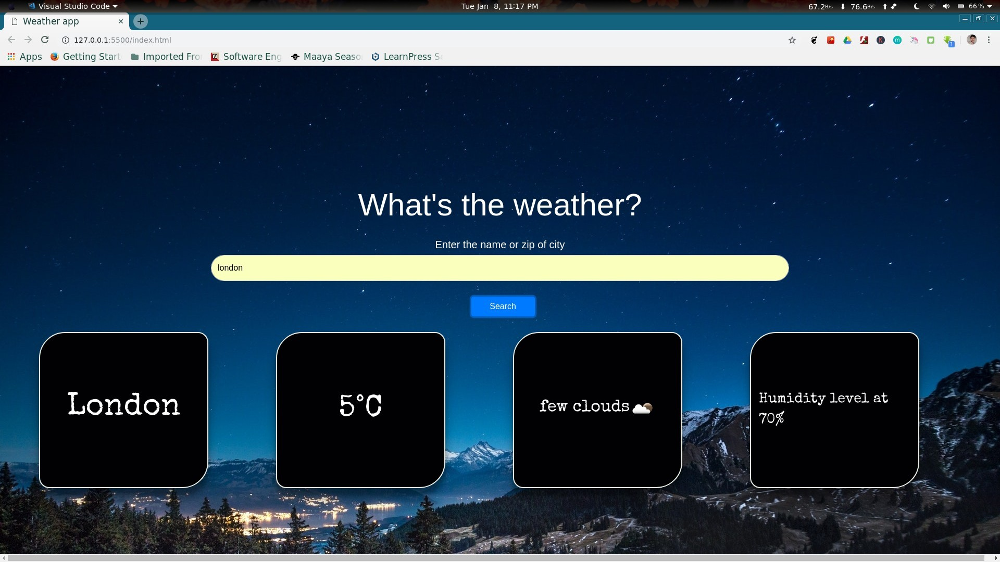 Visual Studio Code
Tue Jan 8, 11:17 PM
67.2B/s 76.6B/s 66 %
Weather app
127.0.0.1:5500/index.html
Apps Getting Start Imported Fro Software Eng Maaya Seaso LearnPress Se
What's the weather?
Enter the name or zip of city
london
Search
London
5°C
few clouds
Humidity level at
70%